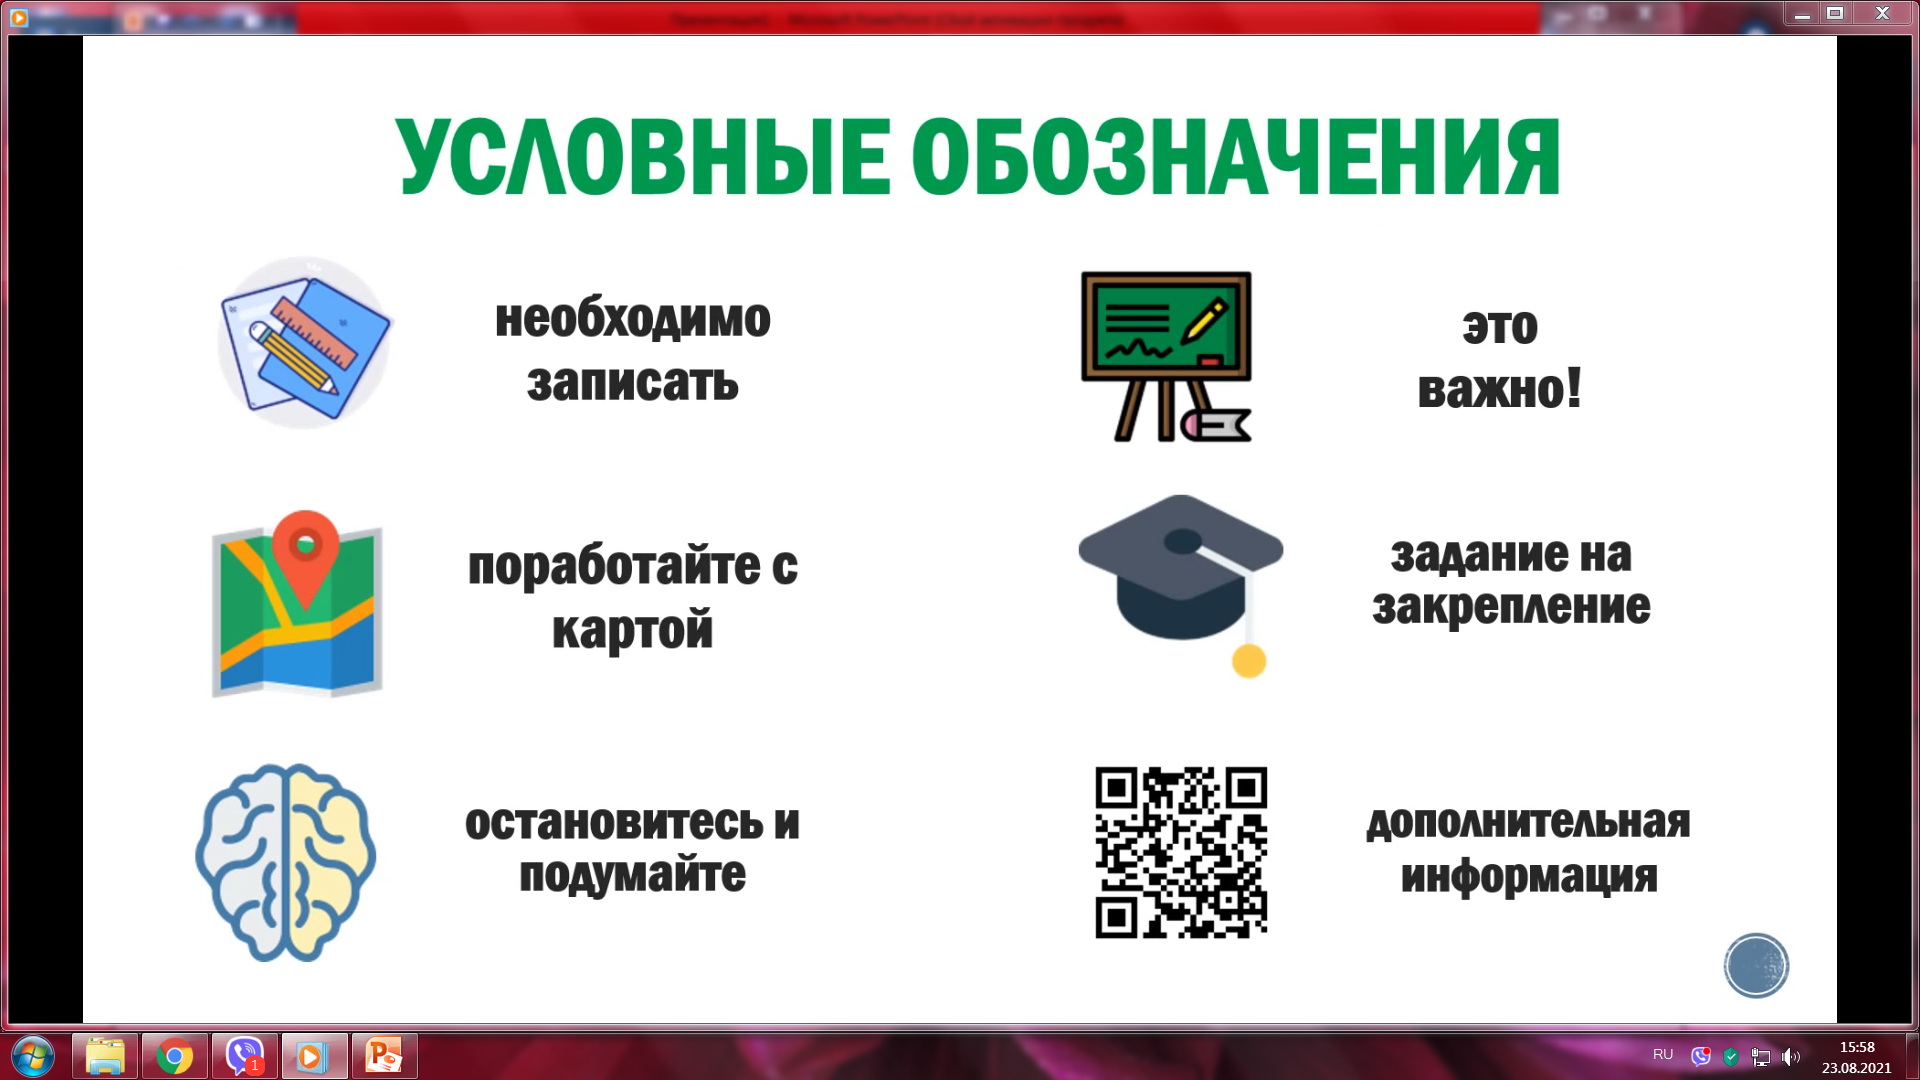 УСЛОВНЫЕ ОБОЗНАЧЕНИЯ
необходимо
записать
это
важно!
поработайте с
картой
задание на
закрепление
остановитесь и
подумайте
дополнительная
информация
1
RU
15:58
23.08.2021